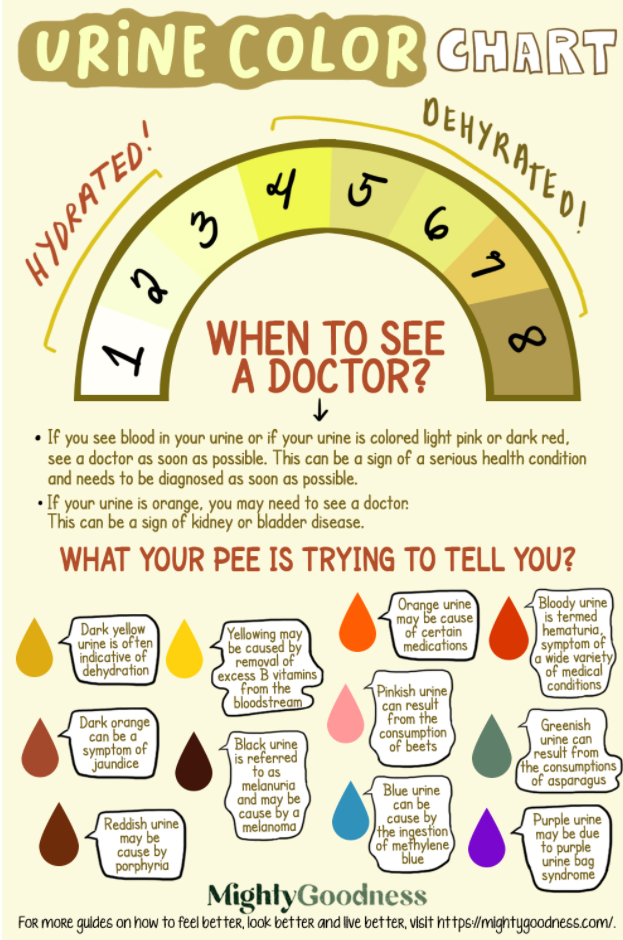 URINE COLOR CHART
HYDRATED!
DEHYRATED!
1
2
3
4
5
6
7
8
WHEN TO SEE
A DOCTOR?
• If you see blood in your urine or if your urine is colored light pink or dark red,
see a doctor as soon as possible. This can be a sign of a serious health condition
and needs to be diagnosed as soon as possible.
• If your urine is orange, you may need to see a doctor.
This can be a sign of kidney or bladder disease.
WHAT YOUR PEE IS TRYING TO TELL YOU?
Dark yellow
urine is often
indicative of
dehydration
Yellowing may
be caused by
removal of
excess B vitamins
from the
bloodstream
Orange urine
may be cause
of certain
medications
Bloody urine
is termed
hematuria,
symptom of
a wide variety
of medical
conditions
Dark orange
can be a
symptom of
jaundice
Black urine
is referred
to as
melanuria
and may be
cause by a
melanoma
Pinkish urine
can result
from the
consumption
of beets
Greenish
urine can
result from
the consumptions
of asparagus
Reddish urine
may be
cause by
porphyria
Blue urine
can be
cause by
the ingestion
of methylene
blue
Purple urine
may be due
to purple
urine bag
syndrome
MightyGoodness
For more guides on how to feel better, look better and live better, visit https://mightygoodness.com/.